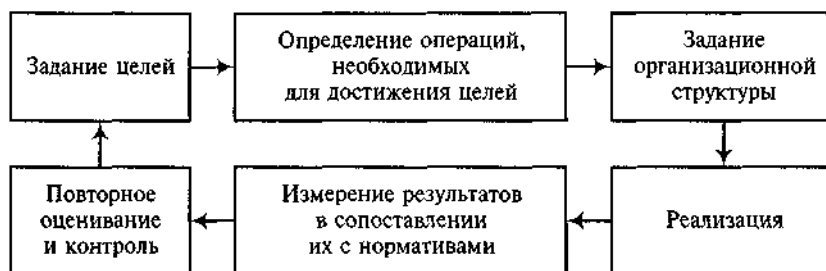 Задание целей
Определение операций,
необходимых
для достижения целей
Задание
организационной
структуры
Реализация
Измерение результатов
в сопоставлении
их с нормативами
Повторное
оценивание
и контроль